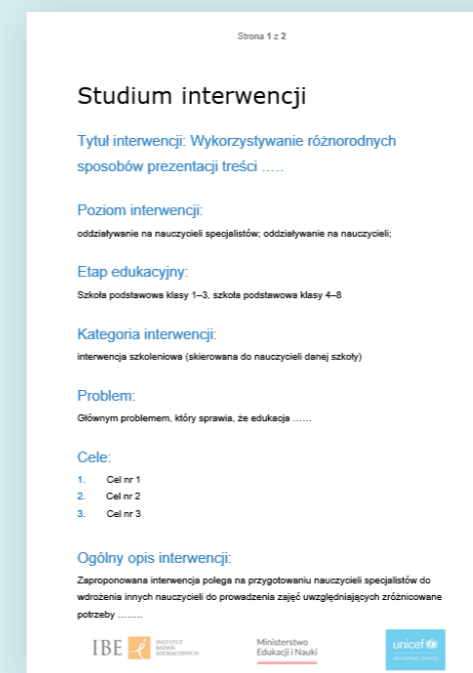 Strona 1 z 2
Studium interwencji
Tytuł interwencji: Wykorzystywanie różnorodnych
sposobów prezentacji treści .....
Poziom interwencji:
oddziaływanie na nauczycieli specjalistów; oddziaływanie na nauczycieli;
Etap edukacyjny:
Szkoła podstawowa klasy 1–3, szkoła podstawowa klasy 4–8
Kategoria interwencji:
interwencja szkoleniowa (skierowana do nauczycieli danej szkoły)
Problem:
Głównym problemem, który sprawia, że edukacja ……
Cele:
1. Cel nr 1
2. Cel nr 2
3. Cel nr 3
Ogólny opis interwencji:
Zaproponowana interwencja polega na przygotowaniu nauczycieli specjalistów do
wdrożenia innych nauczycieli do prowadzenia zajęć uwzględniających zróżnicowane
potrzeby ........
IBE INSTYTUT
BADAŃ
EDUKACYJNYCH
Ministerstwo
Edukacji i Nauki
unicef